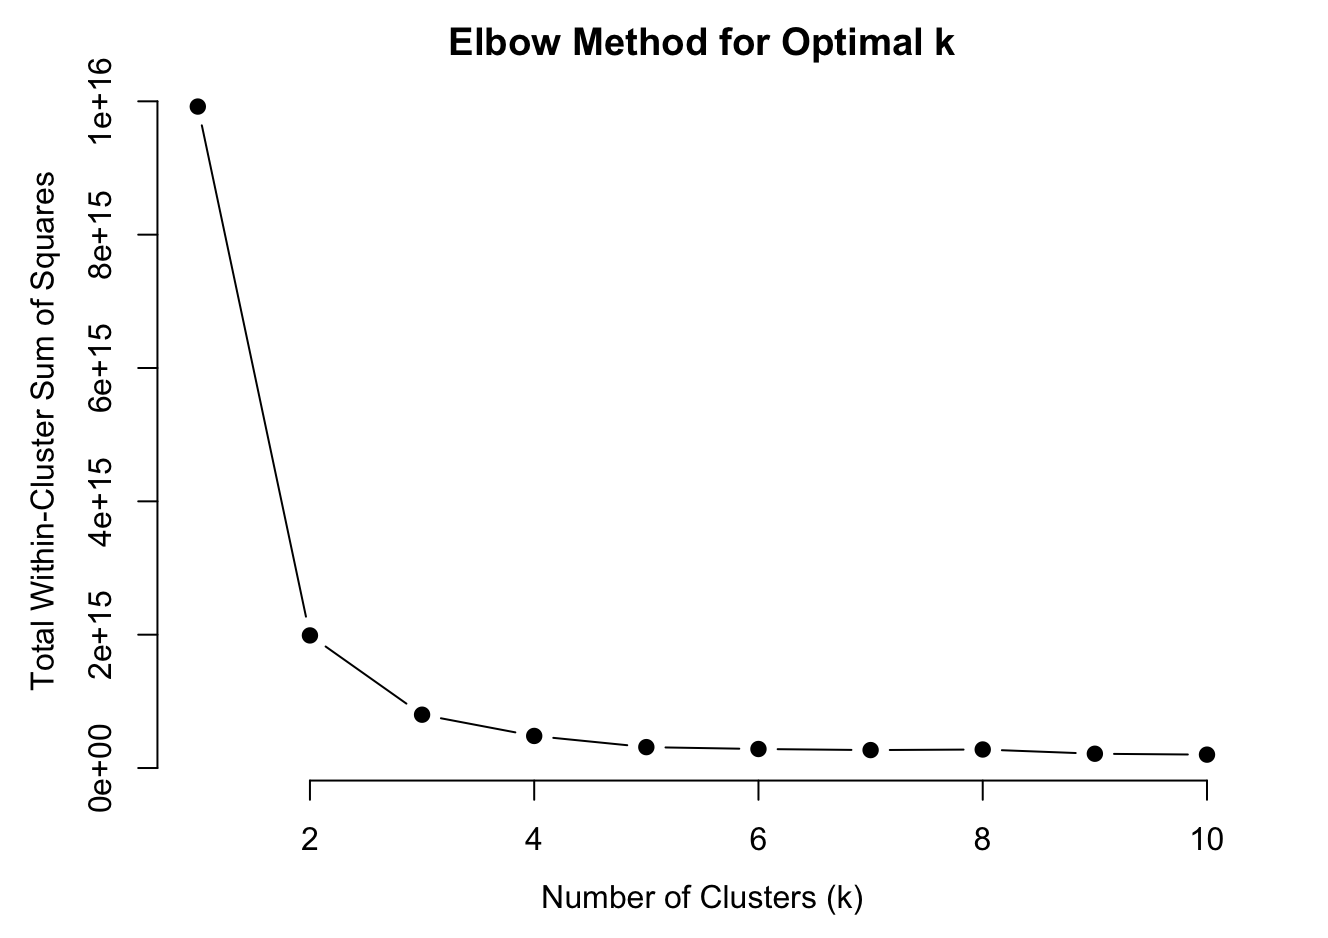 Elbow Method for Optimal k
Total Within-Cluster Sum of Squares
1e+16
8e+15
6e+15
4e+15
2e+15
0e+00
2 4 6 8 10
Number of Clusters (k)